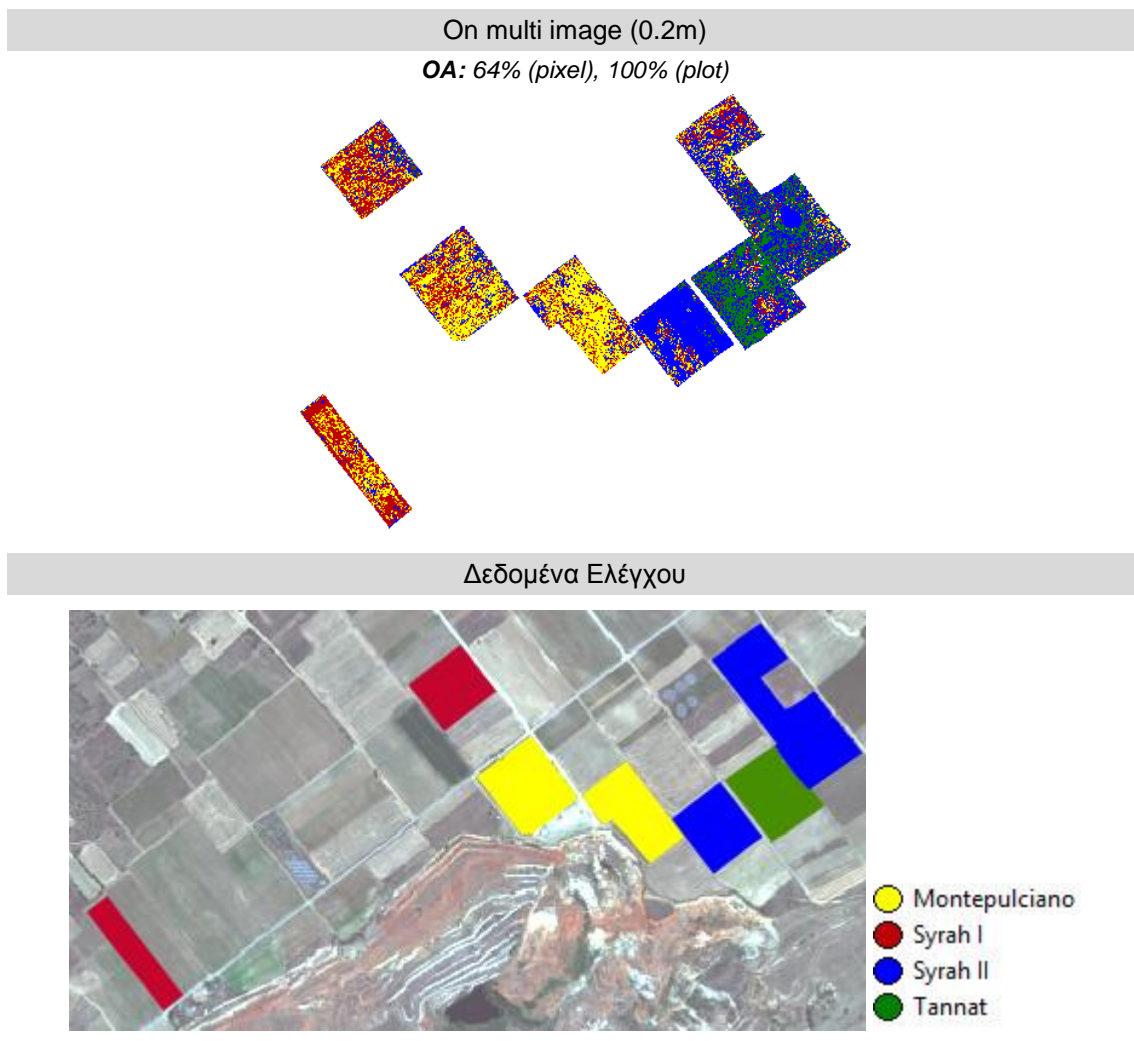 On multi image (0.2m)
OA: 64% (pixel), 100% (plot)
Δεδομένα Ελέγχου
Montepulciano
Syrah I
Syrah II
Tannat